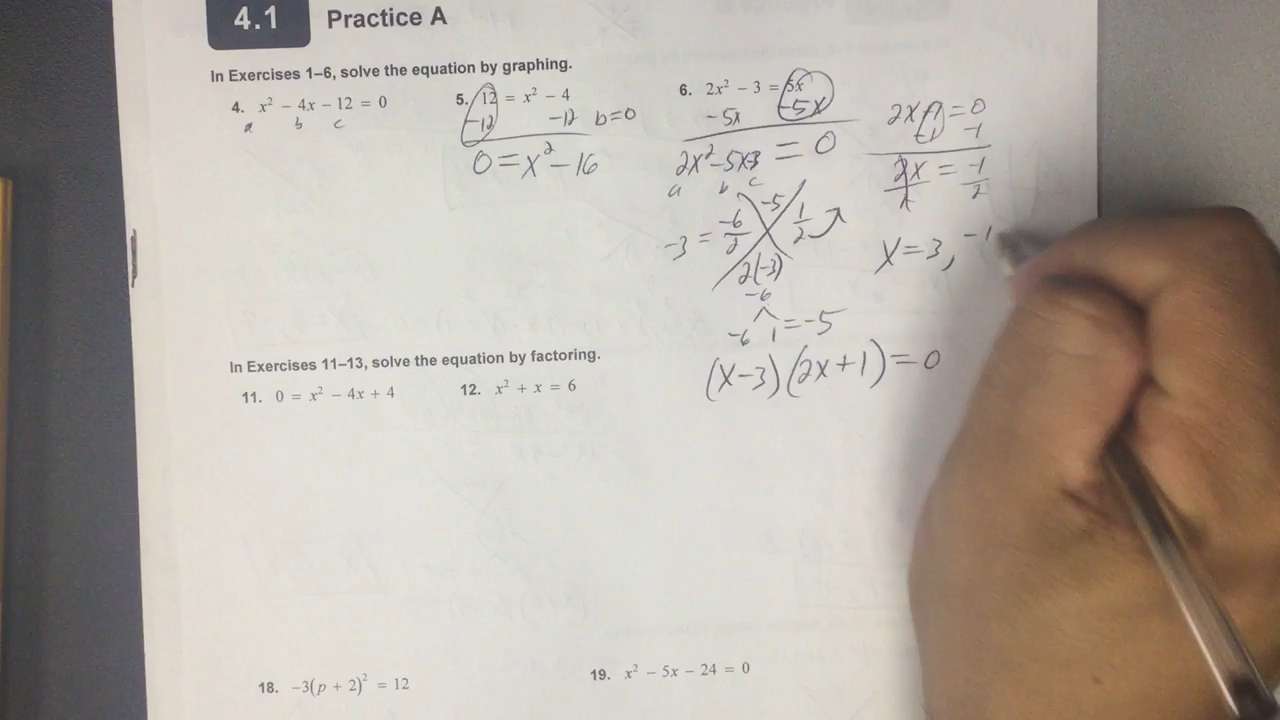 4.1 Practice A
In Exercises 1–6, solve the equation by graphing.
4. x² − 4x − 12 = 0
a b c
5. 12 = x² − 4
−12 −12 b=0
0 = x² − 16
6. 2x² − 3 = 5x
−5x −5x
2x² − 5x − 3 = 0
a b c
−5
−3 = −6/2 1/2
2(−3)
−6
−6 1 = −5
(x − 3)(2x + 1) = 0
2x + 1 = 0
−1 −1
2x/2 = −1/2
x = 3, −1
In Exercises 11–13, solve the equation by factoring.
11. 0 = x² − 4x + 4
12. x² + x = 6
18. −3(p + 2)² = 12
19. x² − 5x − 24 = 0